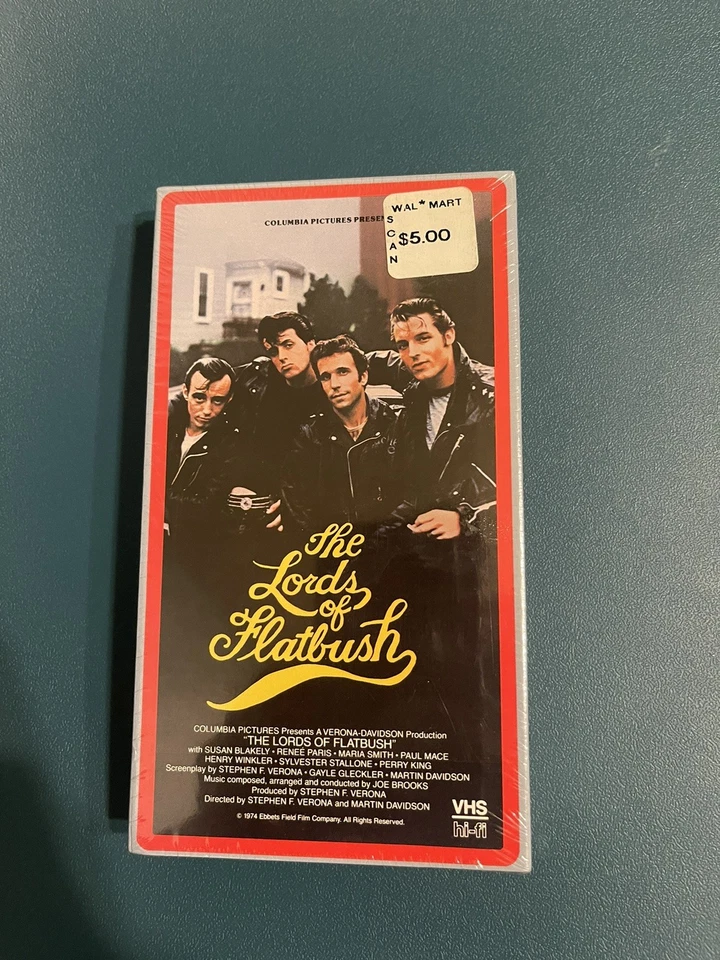 COLUMBIA PICTURES PRESEN
WAL*MART
SCAN
$5.00
The
Lords
of
Flatbush
COLUMBIA PICTURES Presents A VERONA-DAVIDSON Production
"THE LORDS OF FLATBUSH"
with SUSAN BLAKELY • RENEÉ PARIS • MARIA SMITH • PAUL MACE
HENRY WINKLER • SYLVESTER STALLONE • PERRY KING
Screenplay by STEPHEN F. VERONA • GAYLE GLECKLER • MARTIN DAVIDSON
Music composed, arranged and conducted by JOE BROOKS
Produced by STEPHEN F. VERONA
Directed by STEPHEN F. VERONA and MARTIN DAVIDSON
© 1974 Ebbets Field Film Company. All Rights Reserved.
VHS
hi-fi